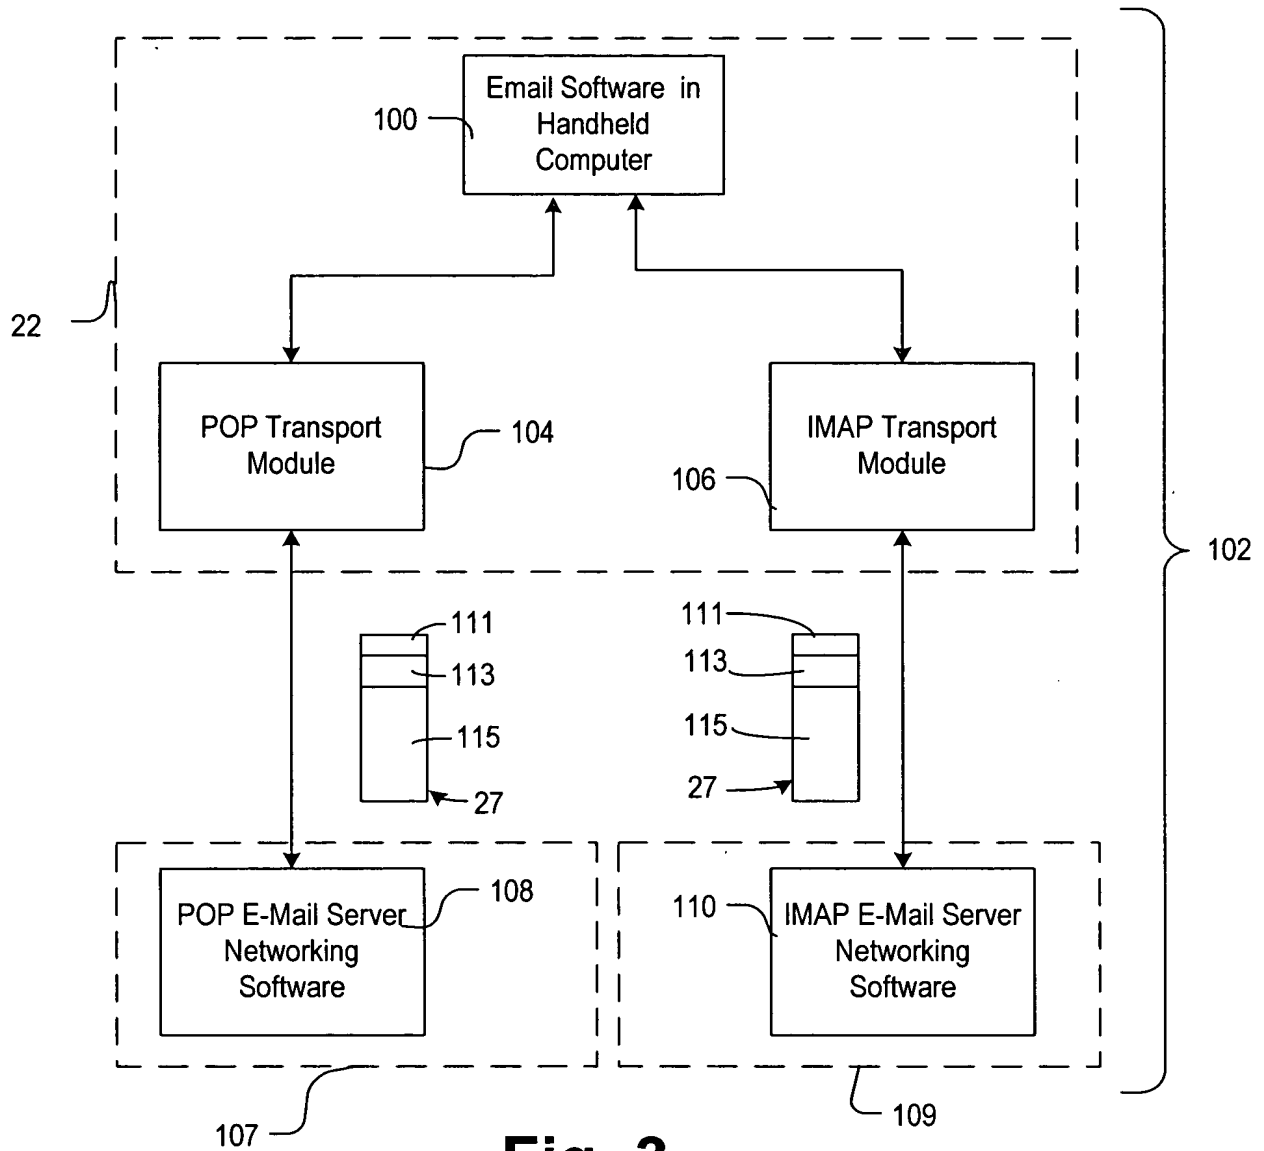 Email Software in
Handheld
Computer
100
22
POP Transport
Module
104
IMAP Transport
Module
106
102
111
113
115
27
111
113
115
27
POP E-Mail Server
Networking
Software
108
110
IMAP E-Mail Server
Networking
Software
107
109